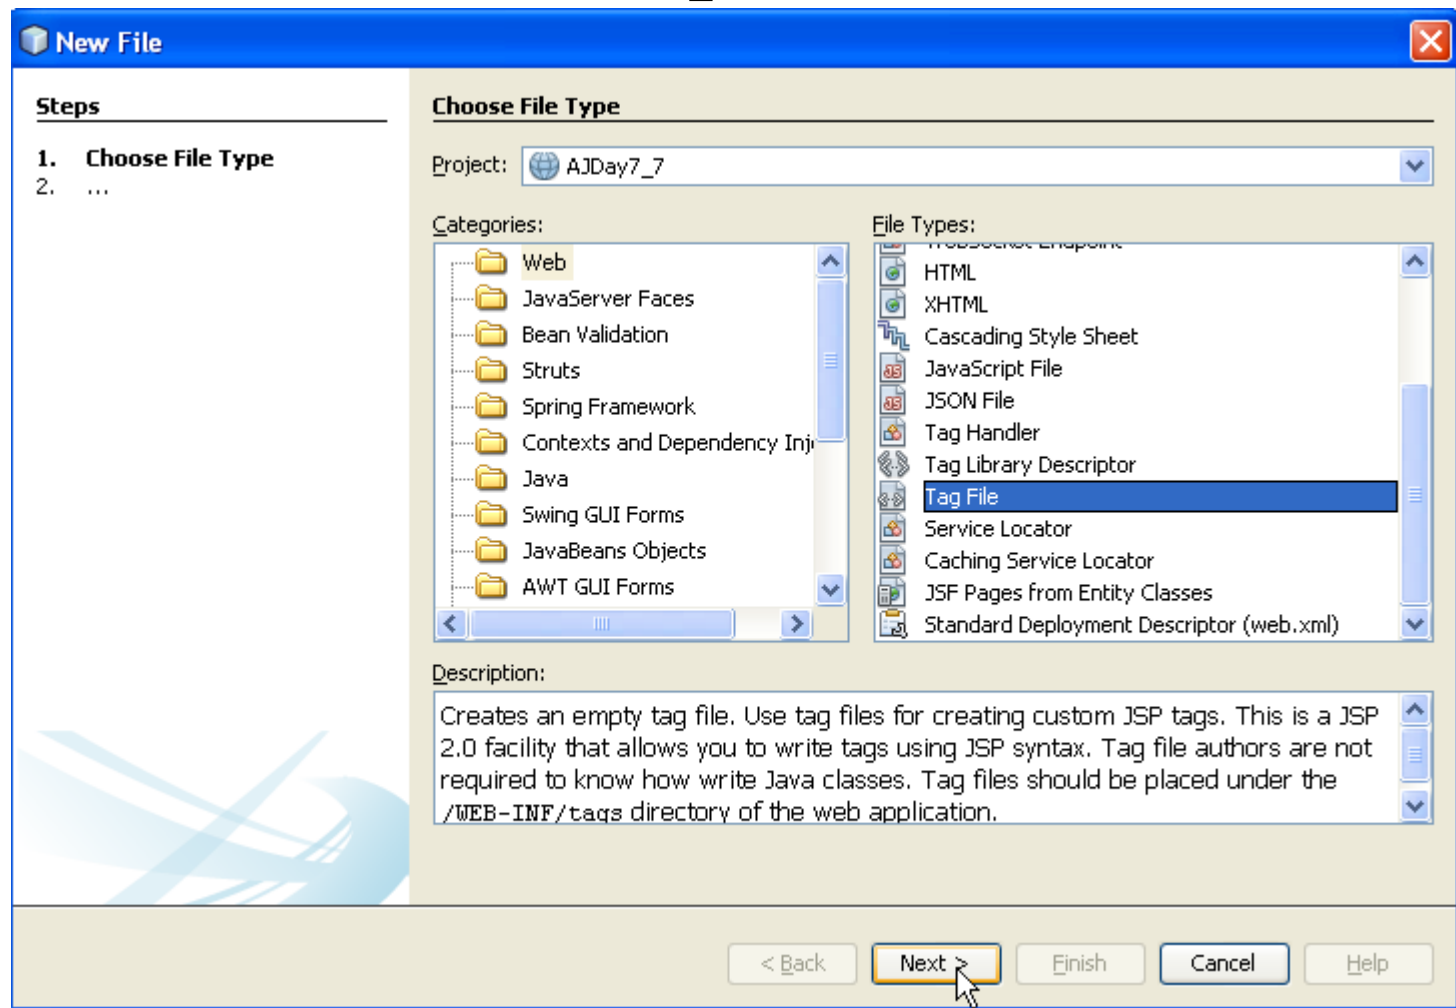 New File
Steps
1. Choose File Type
2. ...
Choose File Type
Project: AJDay7_7
Categories:
Web
JavaServer Faces
Bean Validation
Struts
Spring Framework
Contexts and Dependency Inj
Java
Swing GUI Forms
JavaBeans Objects
AWT GUI Forms
File Types:
WebSocket Endpoint
HTML
XHTML
Cascading Style Sheet
JavaScript File
JSON File
Tag Handler
Tag Library Descriptor
Tag File
Service Locator
Caching Service Locator
JSF Pages from Entity Classes
Standard Deployment Descriptor (web.xml)
Description:
Creates an empty tag file. Use tag files for creating custom JSP tags. This is a JSP
2.0 facility that allows you to write tags using JSP syntax. Tag file authors are not
required to know how write Java classes. Tag files should be placed under the
/WEB-INF/tags directory of the web application.
< Back
Next >
Finish
Cancel
Help